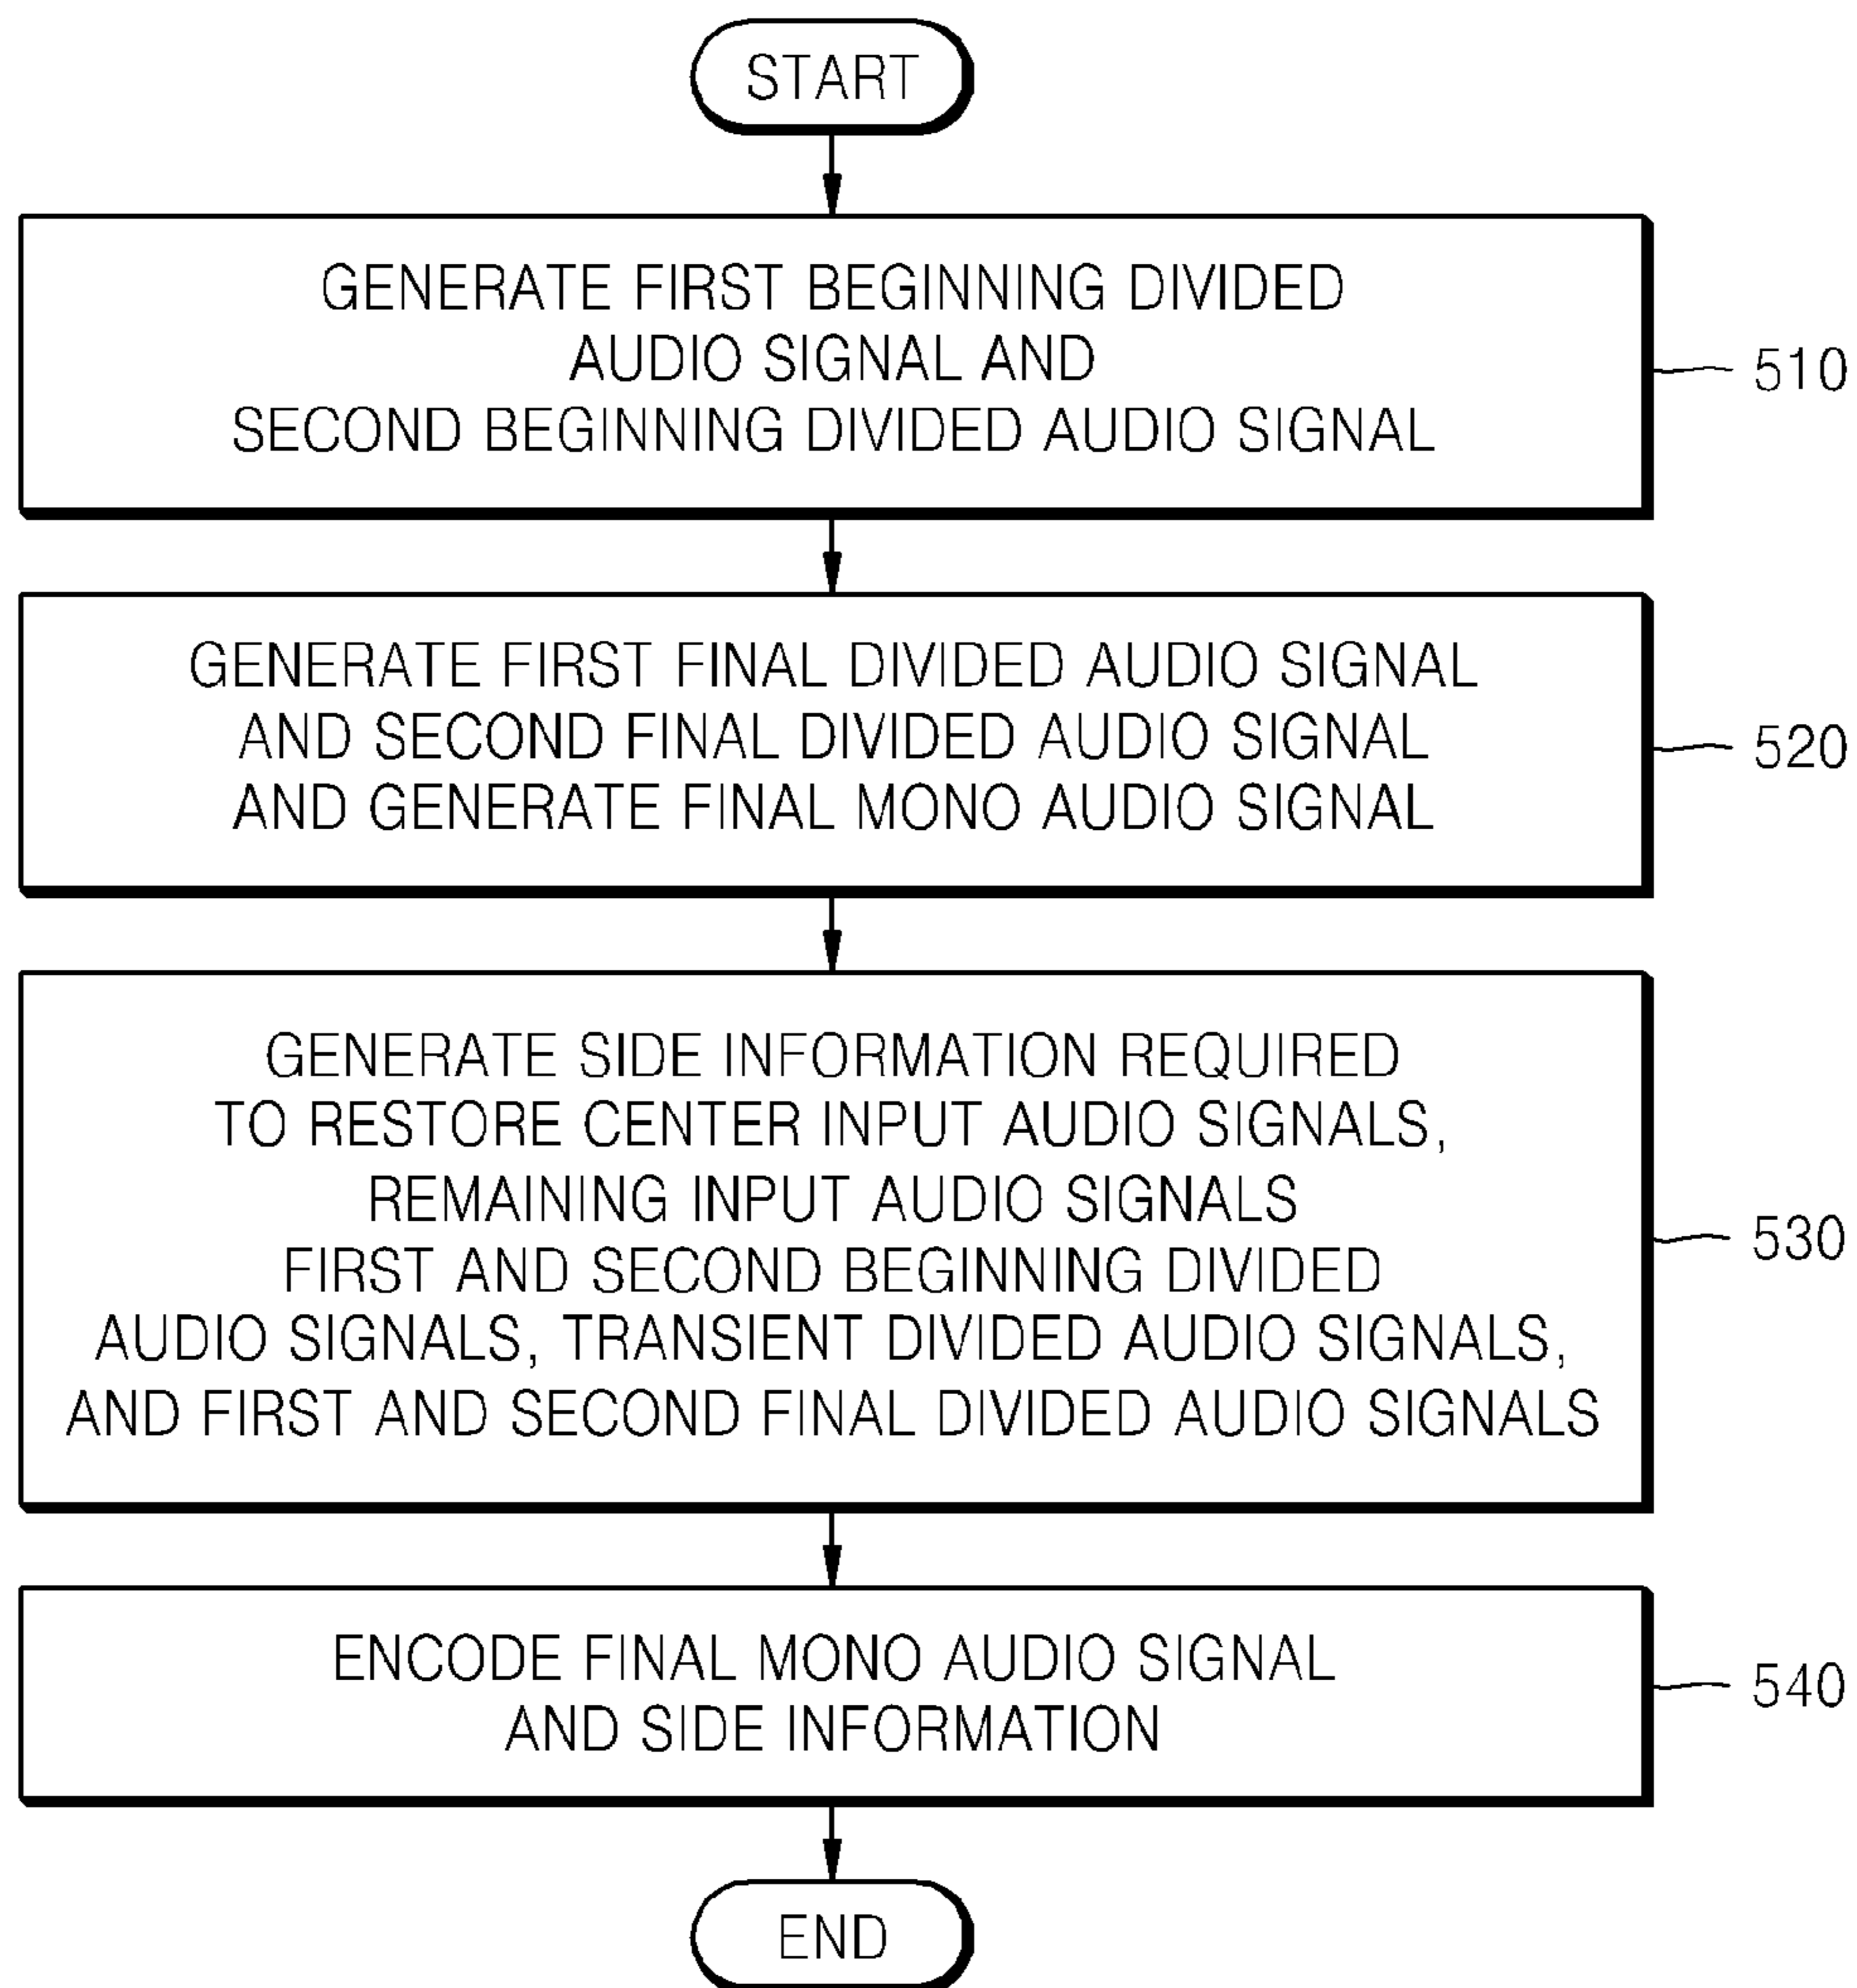 START
GENERATE FIRST BEGINNING DIVIDED
AUDIO SIGNAL AND
SECOND BEGINNING DIVIDED AUDIO SIGNAL
510
GENERATE FIRST FINAL DIVIDED AUDIO SIGNAL
AND SECOND FINAL DIVIDED AUDIO SIGNAL
AND GENERATE FINAL MONO AUDIO SIGNAL
520
GENERATE SIDE INFORMATION REQUIRED
TO RESTORE CENTER INPUT AUDIO SIGNALS,
REMAINING INPUT AUDIO SIGNALS
FIRST AND SECOND BEGINNING DIVIDED
AUDIO SIGNALS, TRANSIENT DIVIDED AUDIO SIGNALS,
AND FIRST AND SECOND FINAL DIVIDED AUDIO SIGNALS
530
ENCODE FINAL MONO AUDIO SIGNAL
AND SIDE INFORMATION
540
END